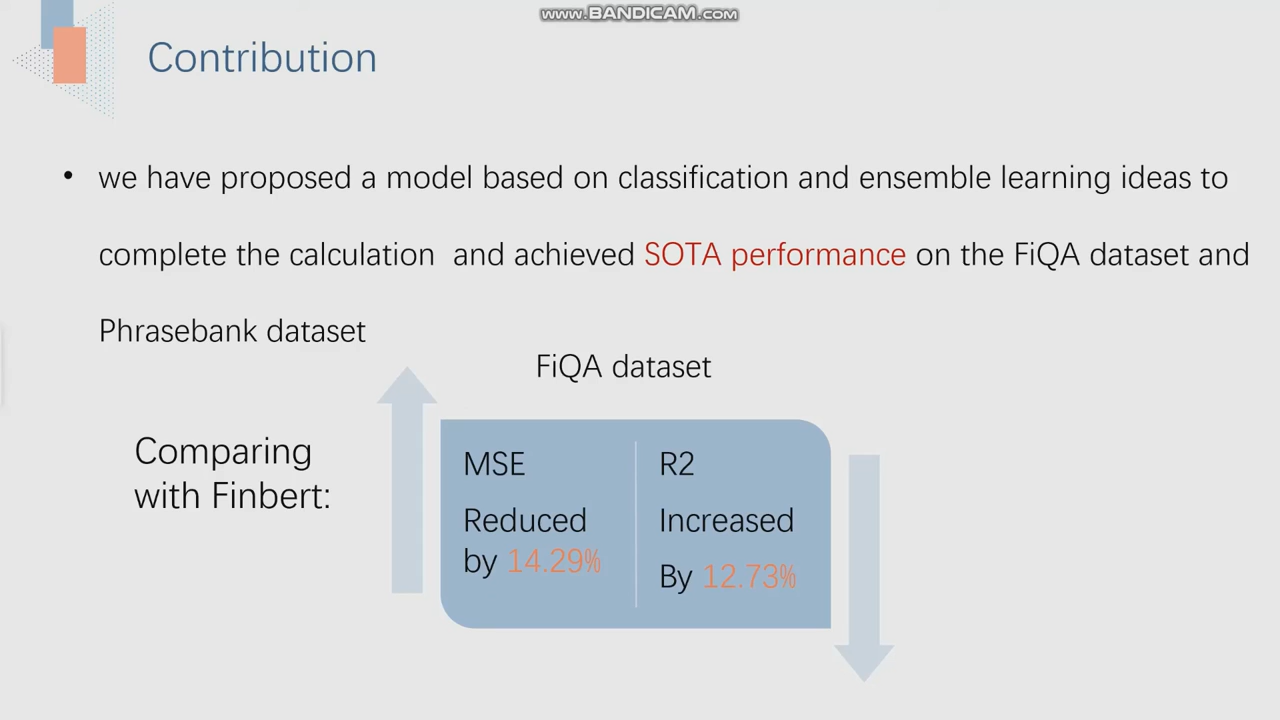 www.BANDICAM.com
Contribution
• we have proposed a model based on classification and ensemble learning ideas to
complete the calculation and achieved SOTA performance on the FiQA dataset and
Phrasebank dataset
FiQA dataset
Comparing
with Finbert:
MSE
Reduced
by 14.29%
R2
Increased
By 12.73%